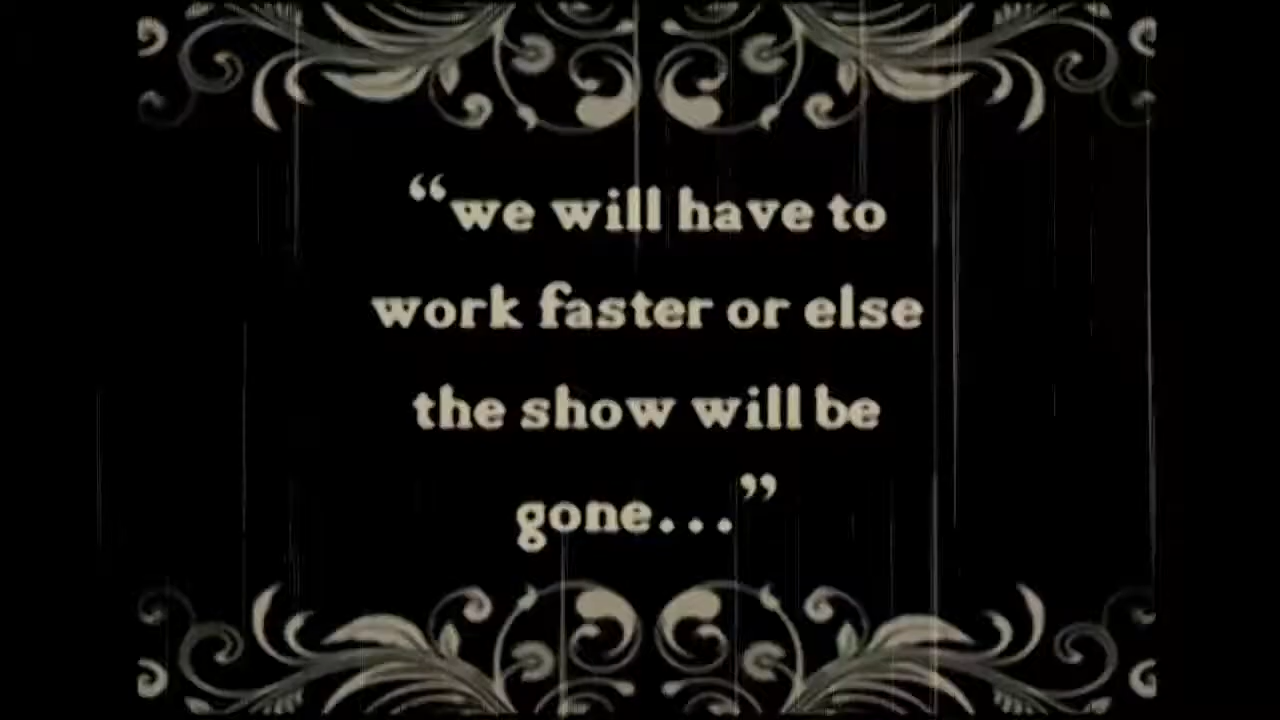 “we will have to
work faster or else
the show will be
gone...”